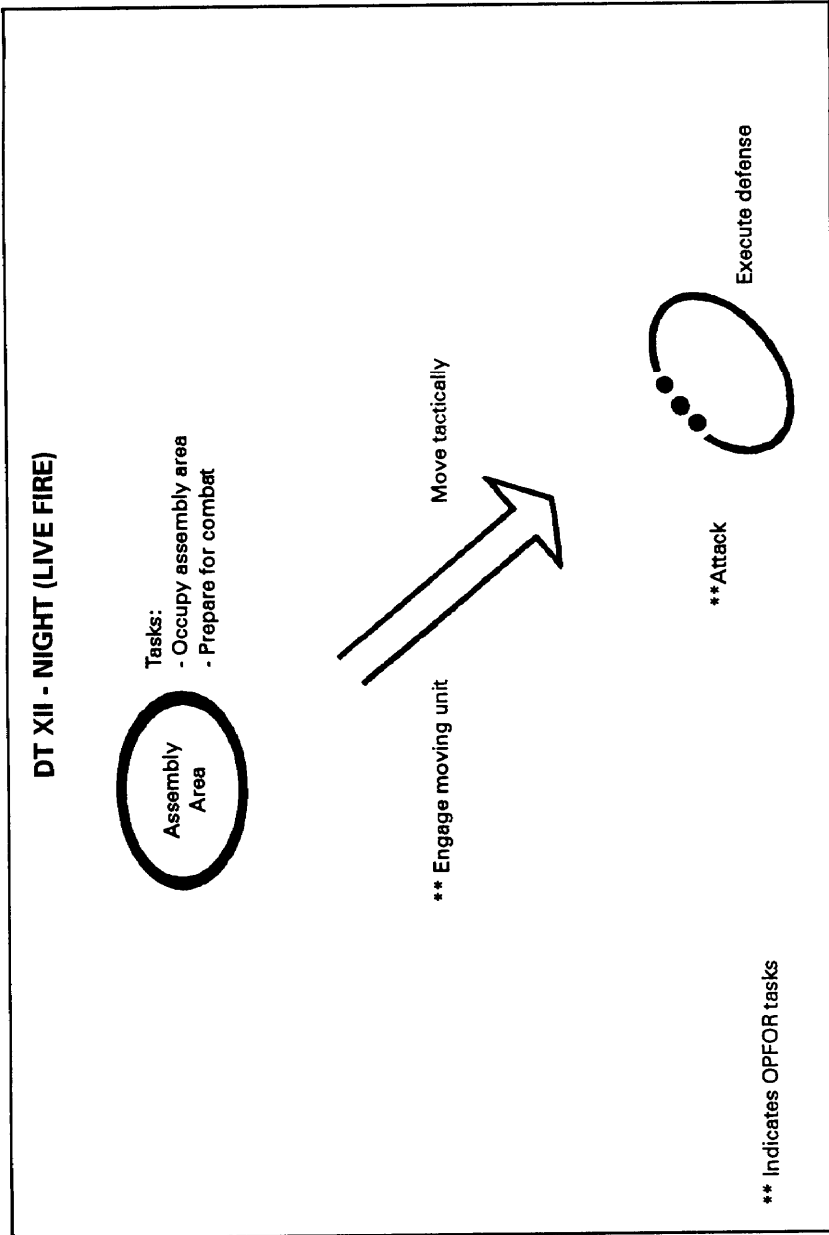 DT XII - NIGHT (LIVE FIRE)
Assembly
Area
Tasks:
- Occupy assembly area
- Prepare for combat
** Engage moving unit
Move tactically
**Attack
Execute defense
** Indicates OPFOR tasks